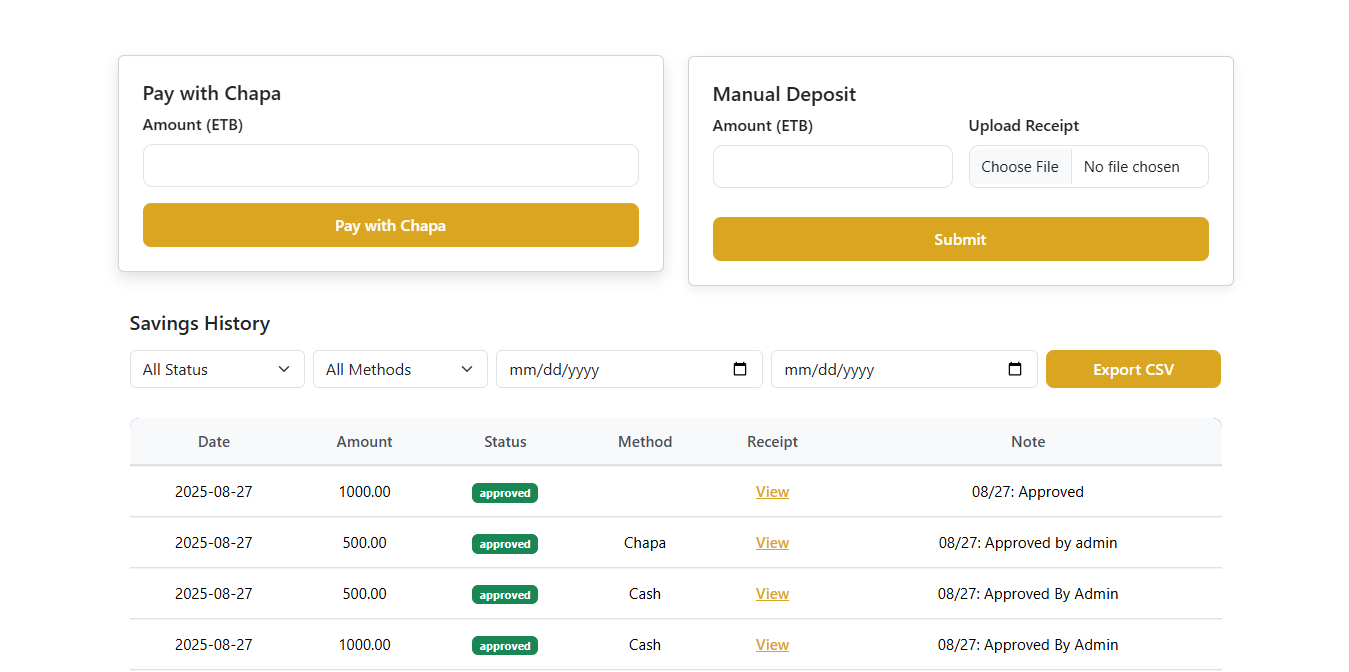 Pay with Chapa
Amount (ETB)
Pay with Chapa
Manual Deposit
Amount (ETB) Upload Receipt
Choose File No file chosen
Submit
Savings History
All Status All Methods mm/dd/yyyy mm/dd/yyyy Export CSV
Date Amount Status Method Receipt Note
2025-08-27 1000.00 approved View 08/27: Approved
2025-08-27 500.00 approved Chapa View 08/27: Approved by admin
2025-08-27 500.00 approved Cash View 08/27: Approved By Admin
2025-08-27 1000.00 approved Cash View 08/27: Approved By Admin